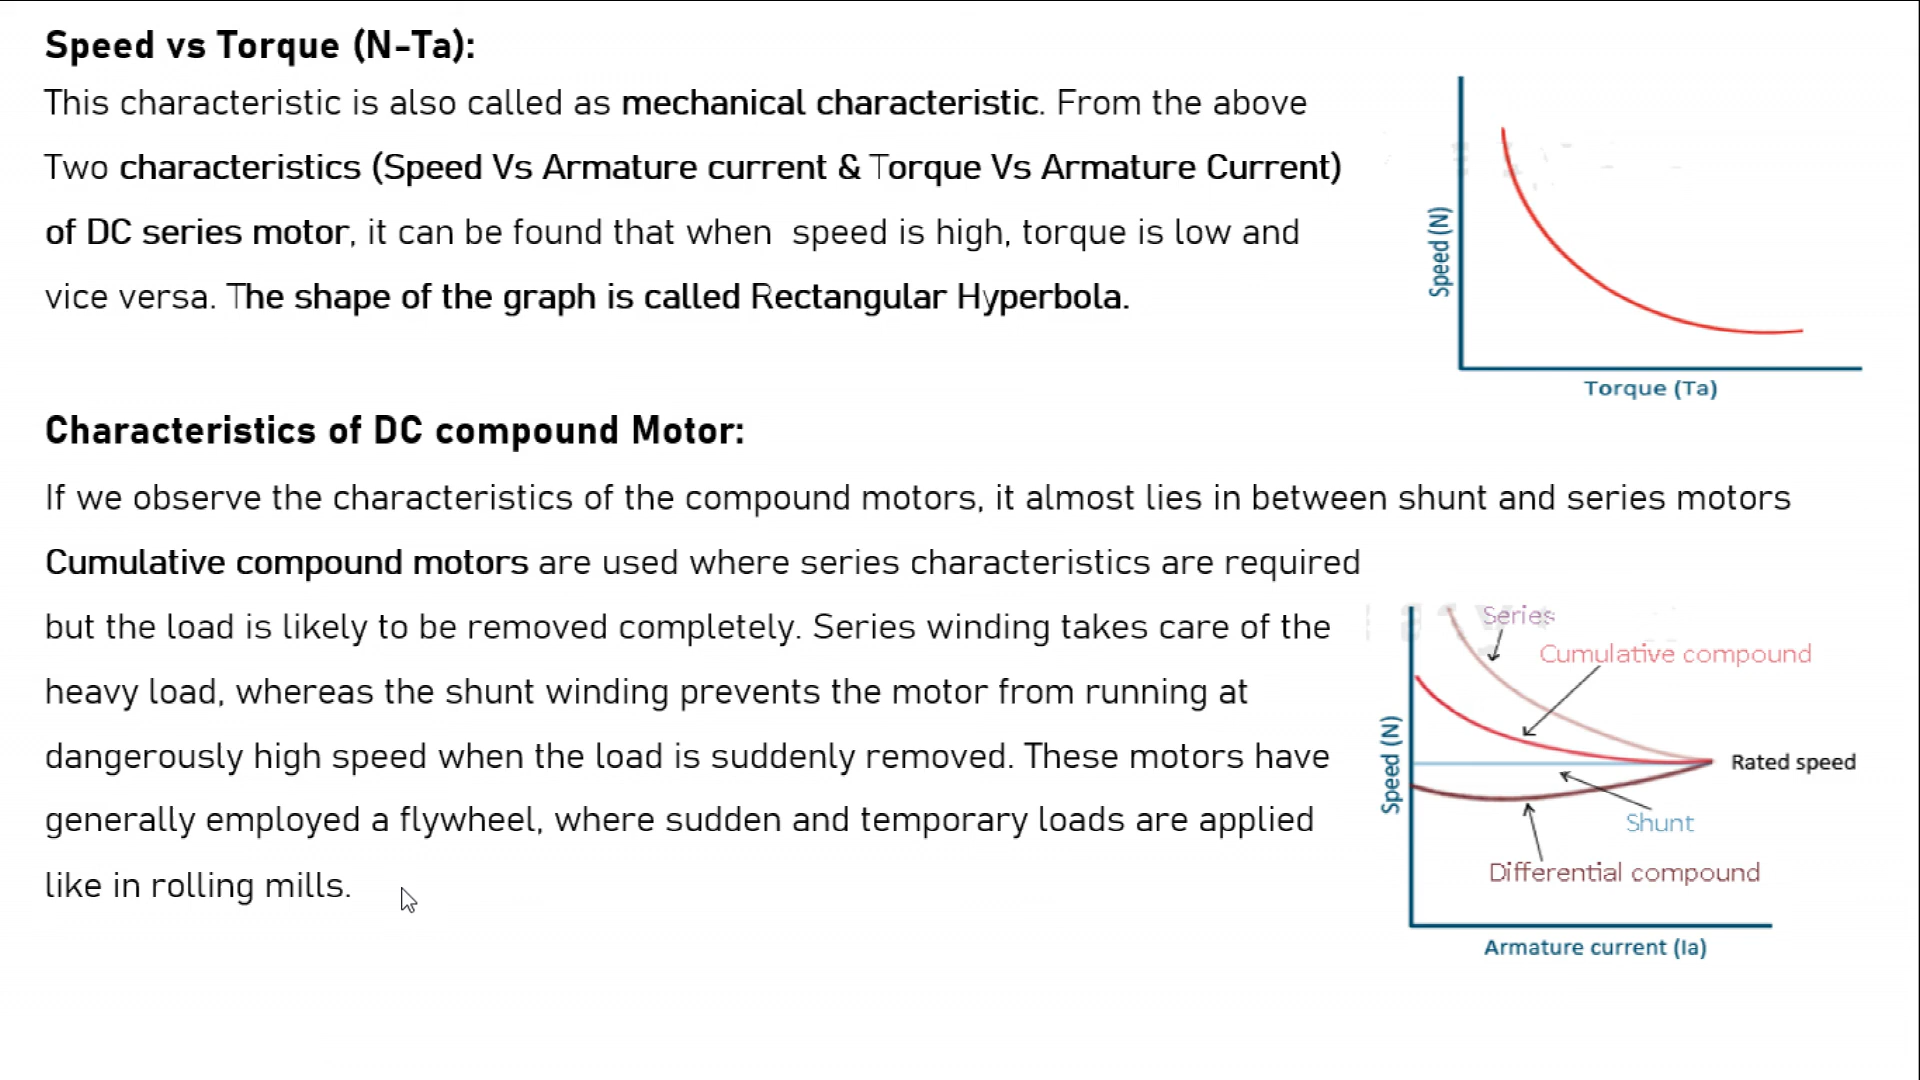 Speed vs Torque (N-Ta):
This characteristic is also called as mechanical characteristic. From the above
Two characteristics (Speed Vs Armature current & Torque Vs Armature Current)
of DC series motor, it can be found that when speed is high, torque is low and
vice versa. The shape of the graph is called Rectangular Hyperbola.
Speed (N)
Torque (Ta)
Characteristics of DC compound Motor:
If we observe the characteristics of the compound motors, it almost lies in between shunt and series motors
Cumulative compound motors are used where series characteristics are required
but the load is likely to be removed completely. Series winding takes care of the
heavy load, whereas the shunt winding prevents the motor from running at
dangerously high speed when the load is suddenly removed. These motors have
generally employed a flywheel, where sudden and temporary loads are applied
like in rolling mills.
Series
Cumulative compound
Speed (N)
Rated speed
Shunt
Differential compound
Armature current (Ia)